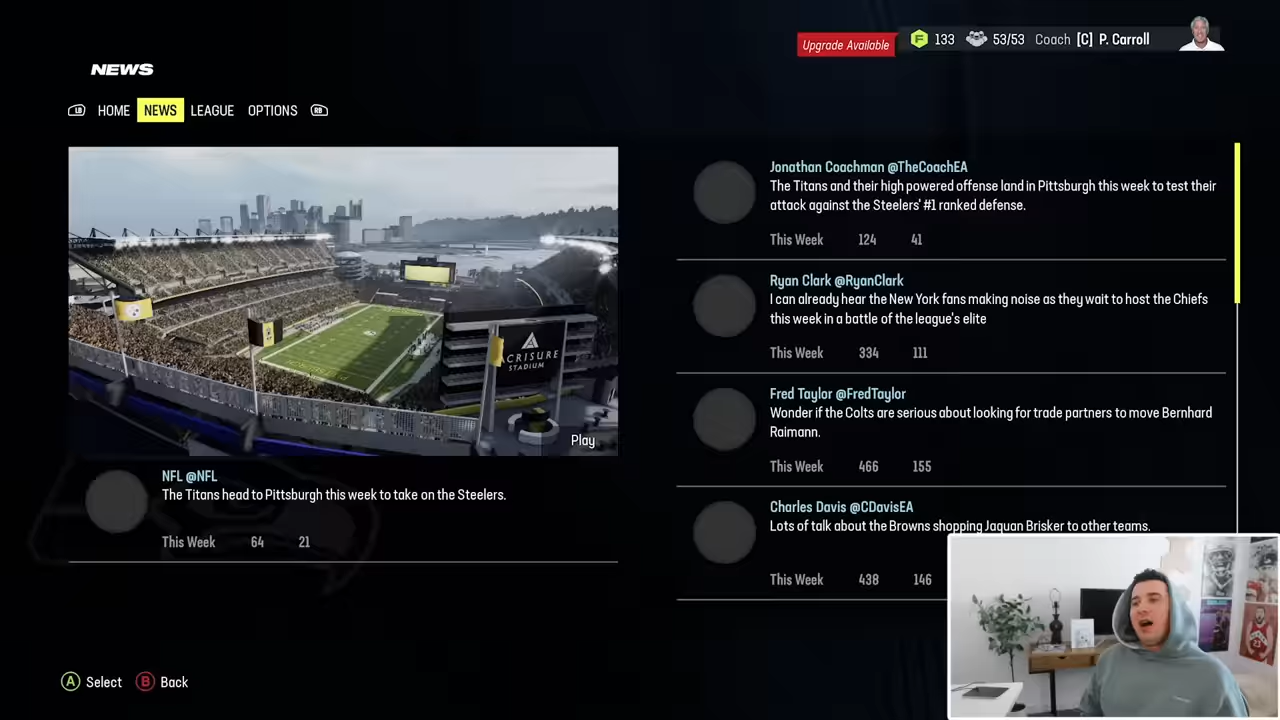 Upgrade Available
133
53/53
Coach [C] P. Carroll
NEWS
LB HOME NEWS LEAGUE OPTIONS RB
ACRISURE
STADIUM
Play
NFL @NFL
The Titans head to Pittsburgh this week to take on the Steelers.
This Week 64 21
Jonathan Coachman @TheCoachEA
The Titans and their high powered offense land in Pittsburgh this week to test their
attack against the Steelers' #1 ranked defense.
This Week 124 41
Ryan Clark @RyanClark
I can already hear the New York fans making noise as they wait to host the Chiefs
this week in a battle of the league's elite
This Week 334 111
Fred Taylor @FredTaylor
Wonder if the Colts are serious about looking for trade partners to move Bernhard
Raimann.
This Week 466 155
Charles Davis @CDavisEA
Lots of talk about the Browns shopping Jaquan Brisker to other teams.
This Week 438 146
A Select B Back